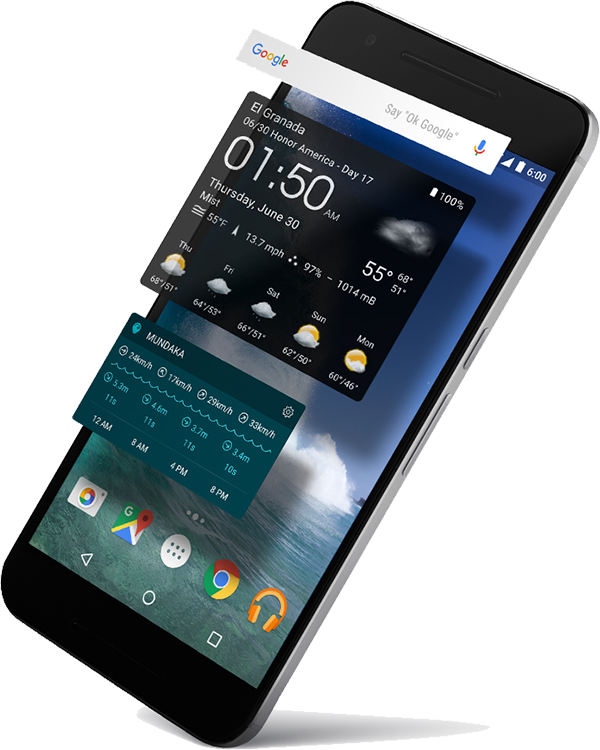 Google
Say "Ok Google"
6:00
El Granada
06/30 Honor America - Day 17
100%
01:50 AM
Thursday, June 30
Mist
55°F 13.7 mph 97% - 1014 mB
55° 68° 51°
Thu Fri Sat Sun Mon
68°/51° 64°/53° 66°/51° 62°/50° 60°/46°
MUNDAKA
24km/h 17km/h 29km/h 33km/h
5.3m 4.6m 3.7m 3.4m
11s 11s 11s 10s
12 AM 8 AM 4 PM 8 PM
G